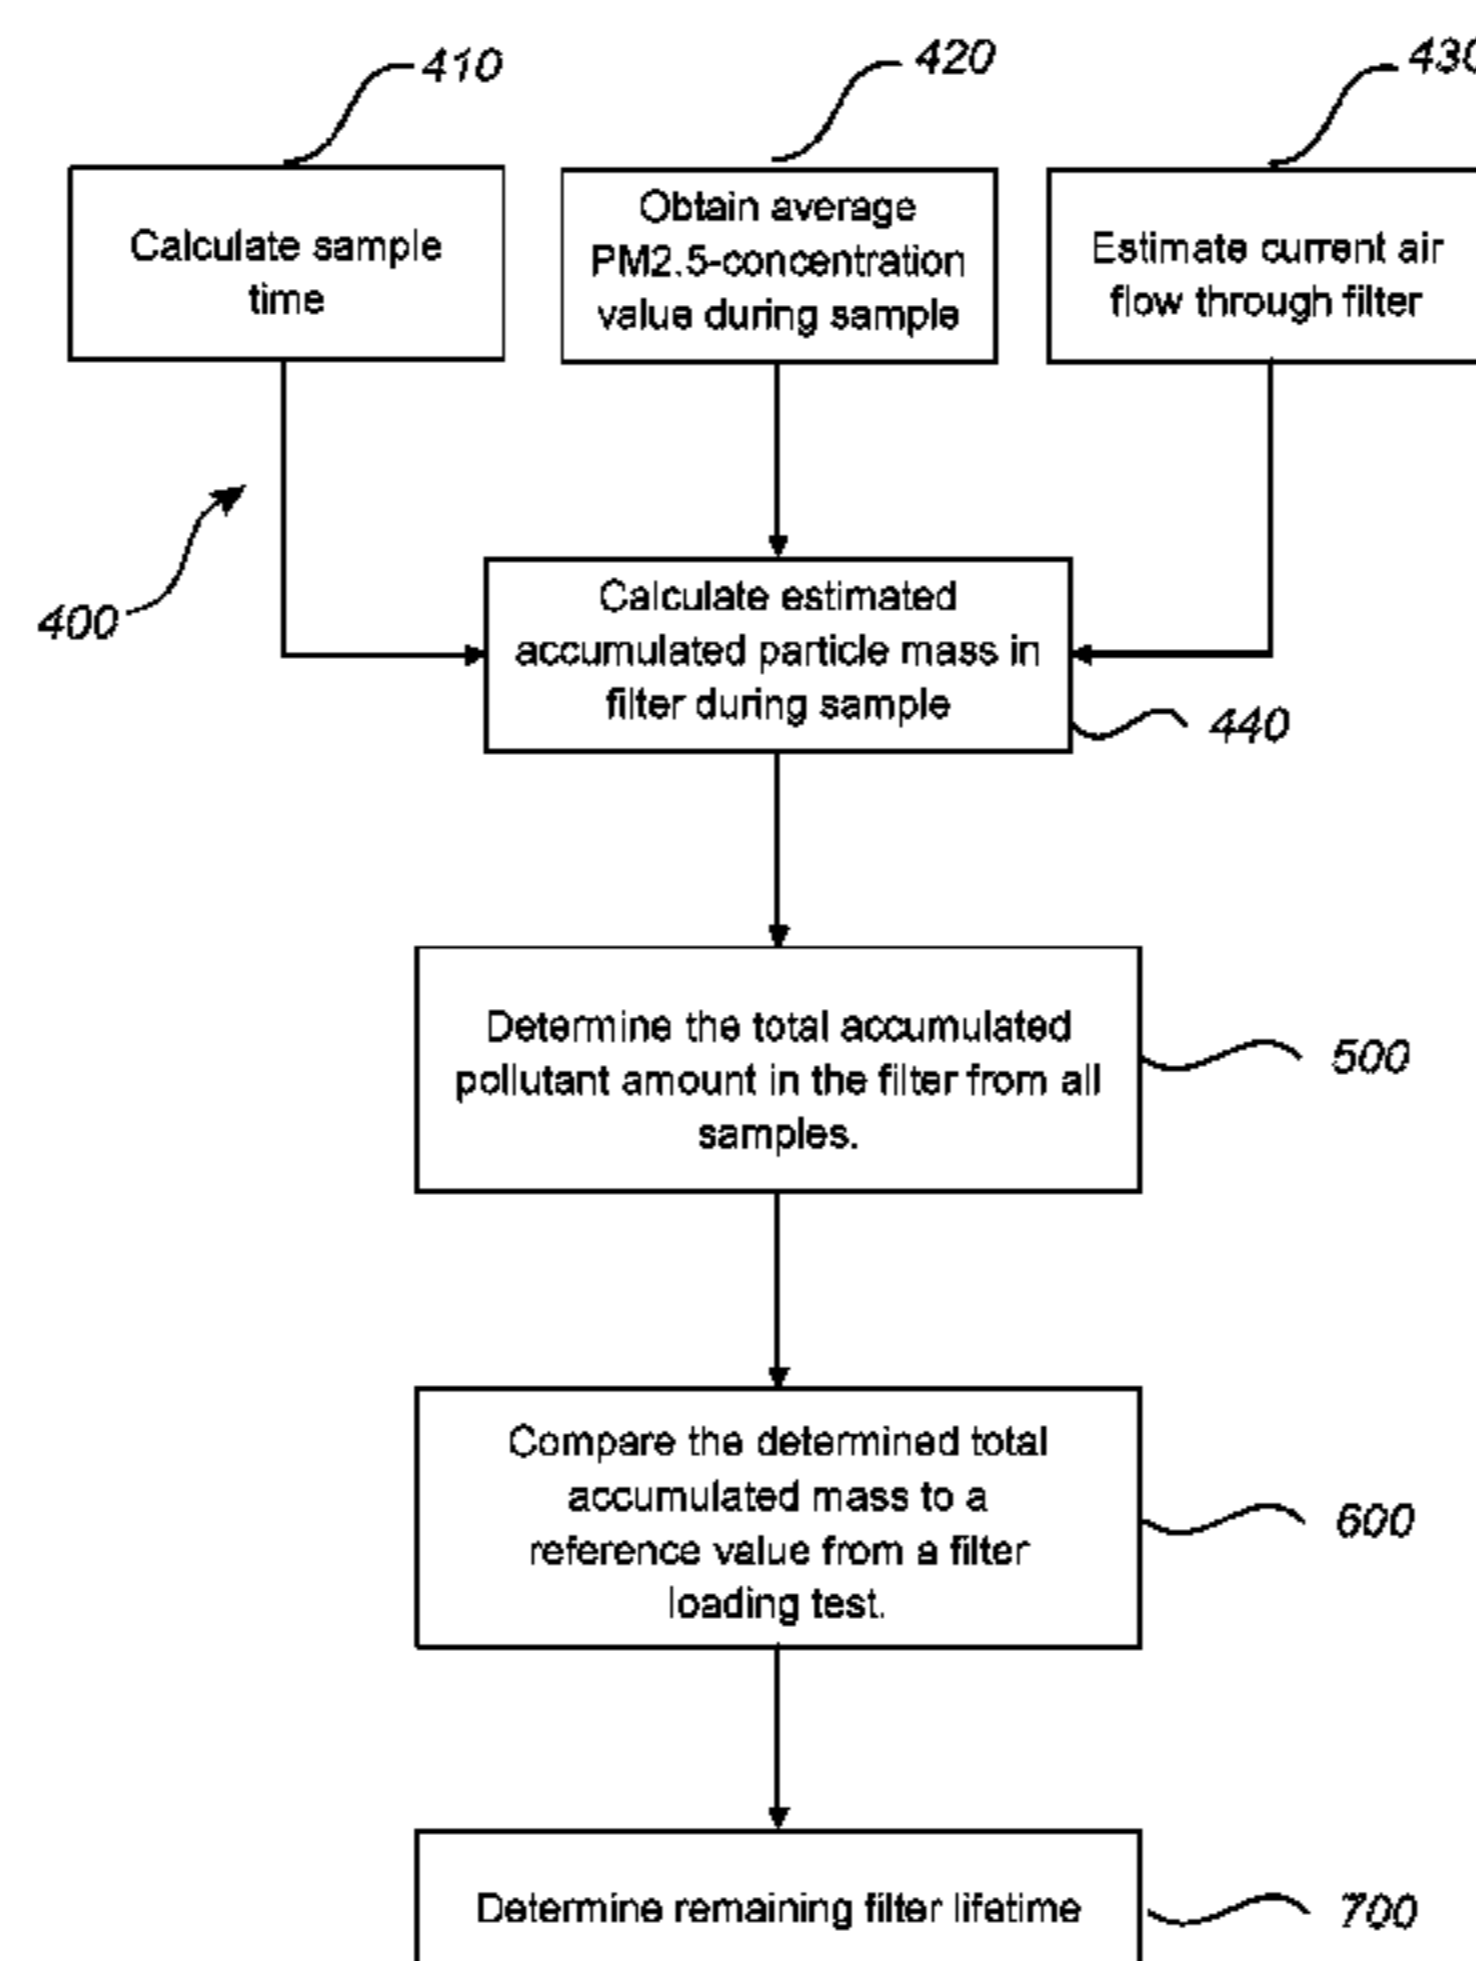 410
420
430
Calculate sample
time
Obtain average
PM2.5-concentration
value during sample
Estimate current air
flow through filter
400
Calculate estimated
accumulated particle mass in
filter during sample
440
Determine the total accumulated
pollutant amount in the filter from all
samples.
500
Compare the determined total
accumulated mass to a
reference value from a filter
loading test.
600
Determine remaining filter lifetime
700